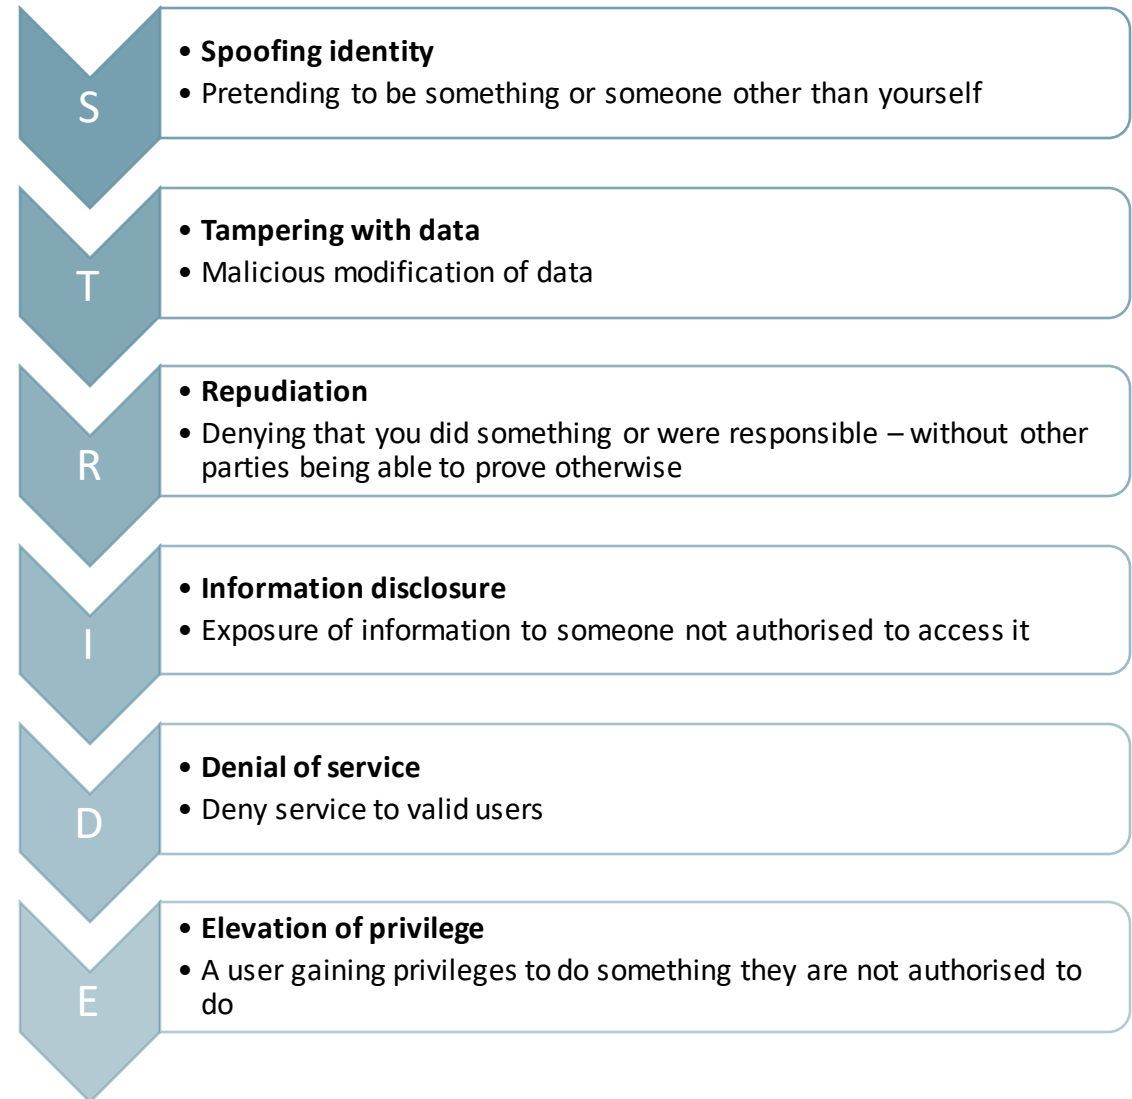 S
• Spoofing identity
• Pretending to be something or someone other than yourself
T
• Tampering with data
• Malicious modification of data
R
• Repudiation
• Denying that you did something or were responsible – without other
parties being able to prove otherwise
I
• Information disclosure
• Exposure of information to someone not authorised to access it
D
• Denial of service
• Deny service to valid users
E
• Elevation of privilege
• A user gaining privileges to do something they are not authorised to
do